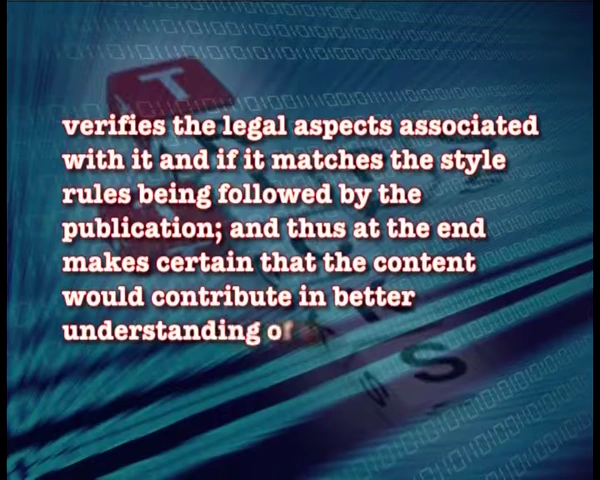 verifies the legal aspects associated
with it and if it matches the style
rules being followed by the
publication; and thus at the end
makes certain that the content
would contribute in better
understanding of